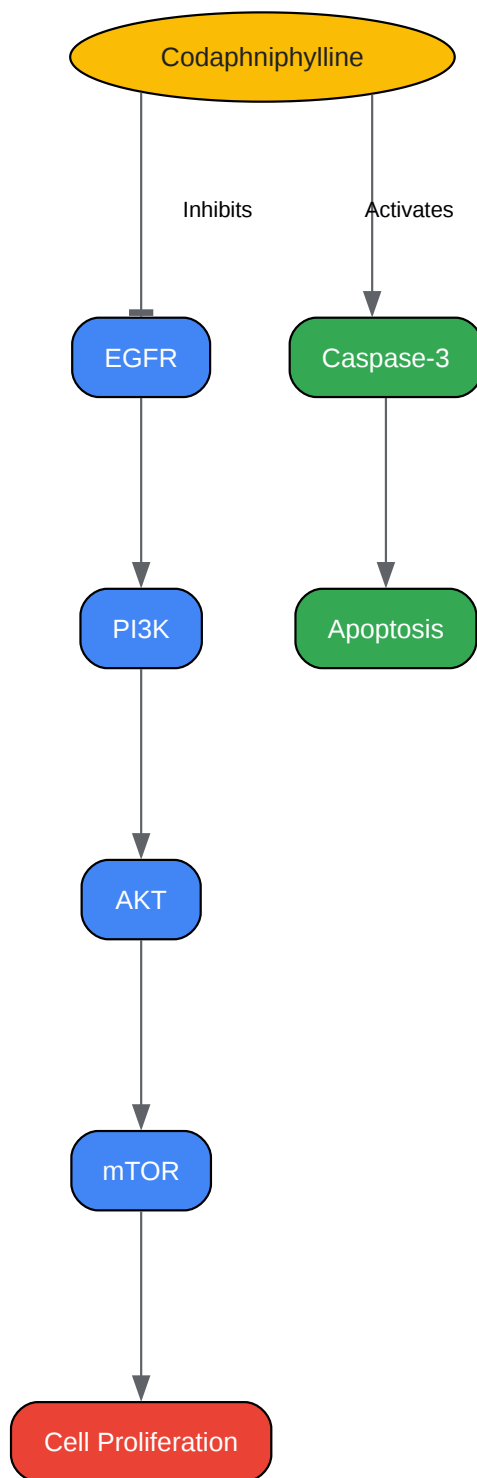 Codaphniphylline
Inhibits
Activates
EGFR
Caspase-3
PI3K
Apoptosis
AKT
mTOR
Cell Proliferation